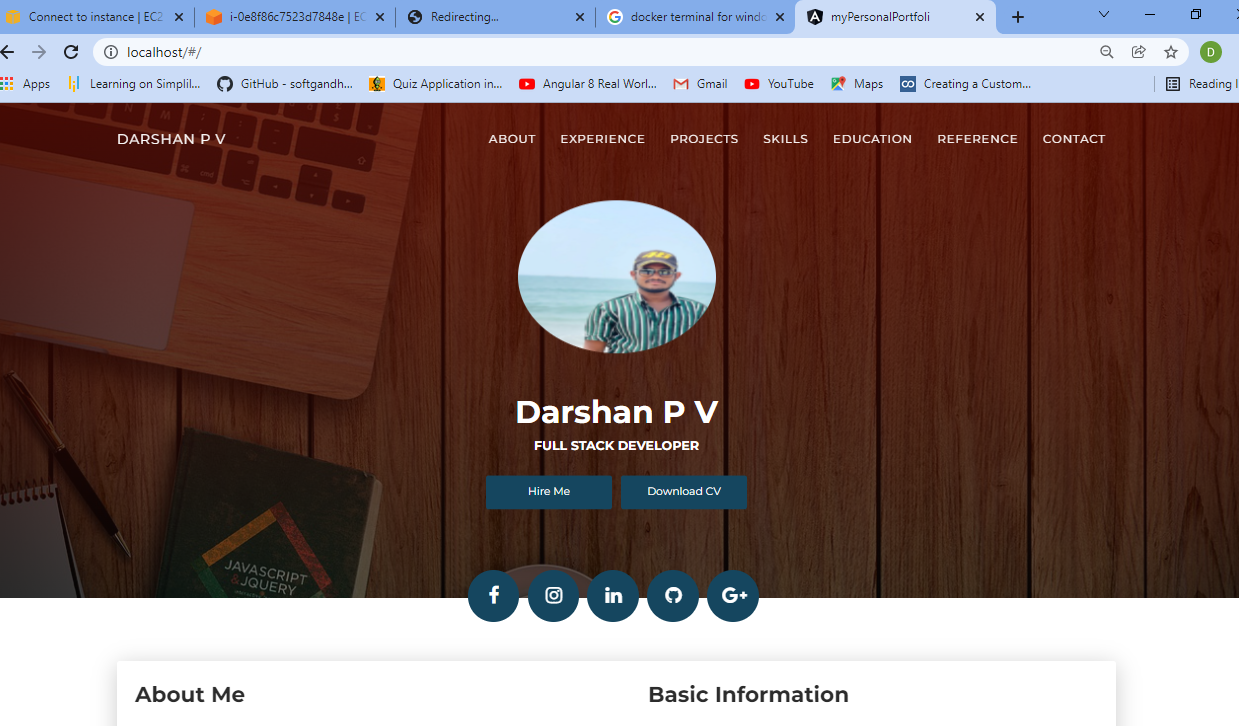 Connect to instance | EC2
i-0e8f86c7523d7848e | EC
Redirecting...
docker terminal for windo
myPersonalPortfoli
localhost/#/
D
Apps
Learning on Simplil...
GitHub - softgandh...
Quiz Application in...
Angular 8 Real Worl...
Gmail
YouTube
Maps
Creating a Custom...
Reading l
DARSHAN P V
ABOUT
EXPERIENCE
PROJECTS
SKILLS
EDUCATION
REFERENCE
CONTACT
Darshan P V
FULL STACK DEVELOPER
Hire Me
Download CV
JAVASCRIPT
& JQUERY
About Me
Basic Information